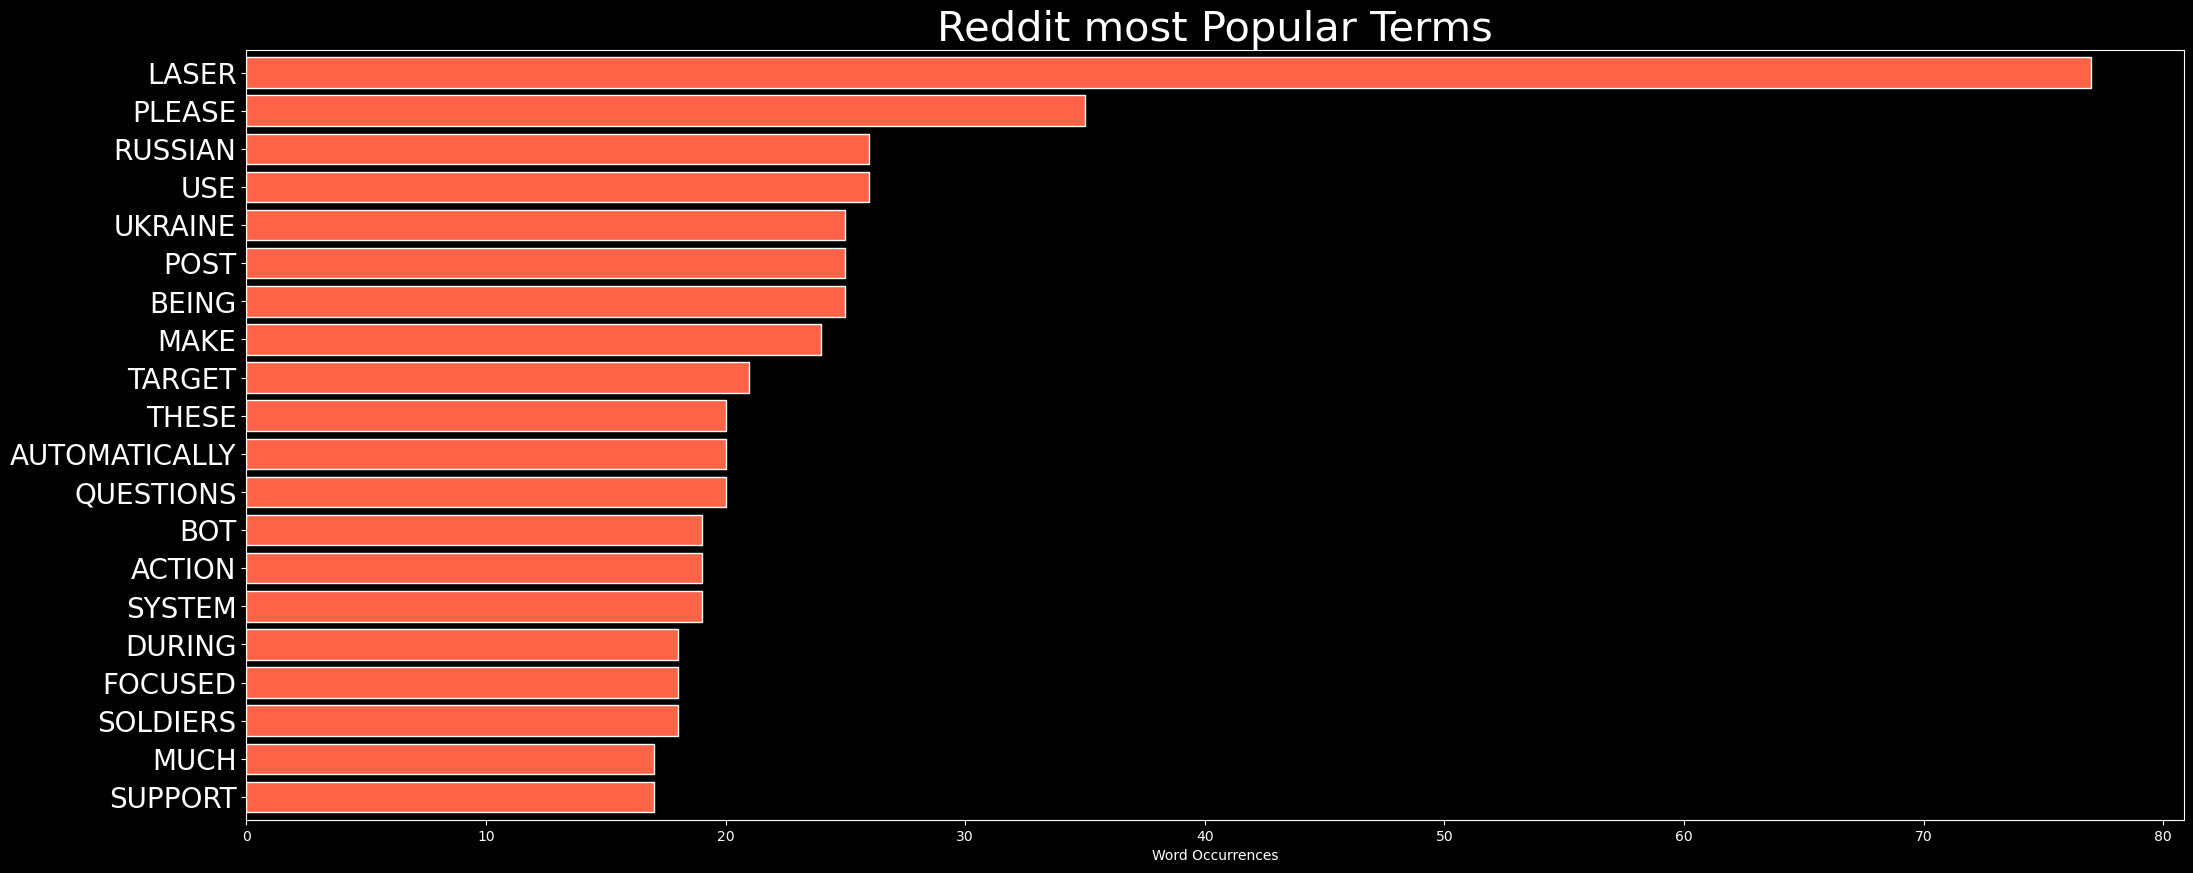 Reddit most Popular Terms
LASER
PLEASE
RUSSIAN
USE
UKRAINE
POST
BEING
MAKE
TARGET
THESE
AUTOMATICALLY
QUESTIONS
BOT
ACTION
SYSTEM
DURING
FOCUSED
SOLDIERS
MUCH
SUPPORT
0 10 20 30 40 50 60 70 80
Word Occurrences